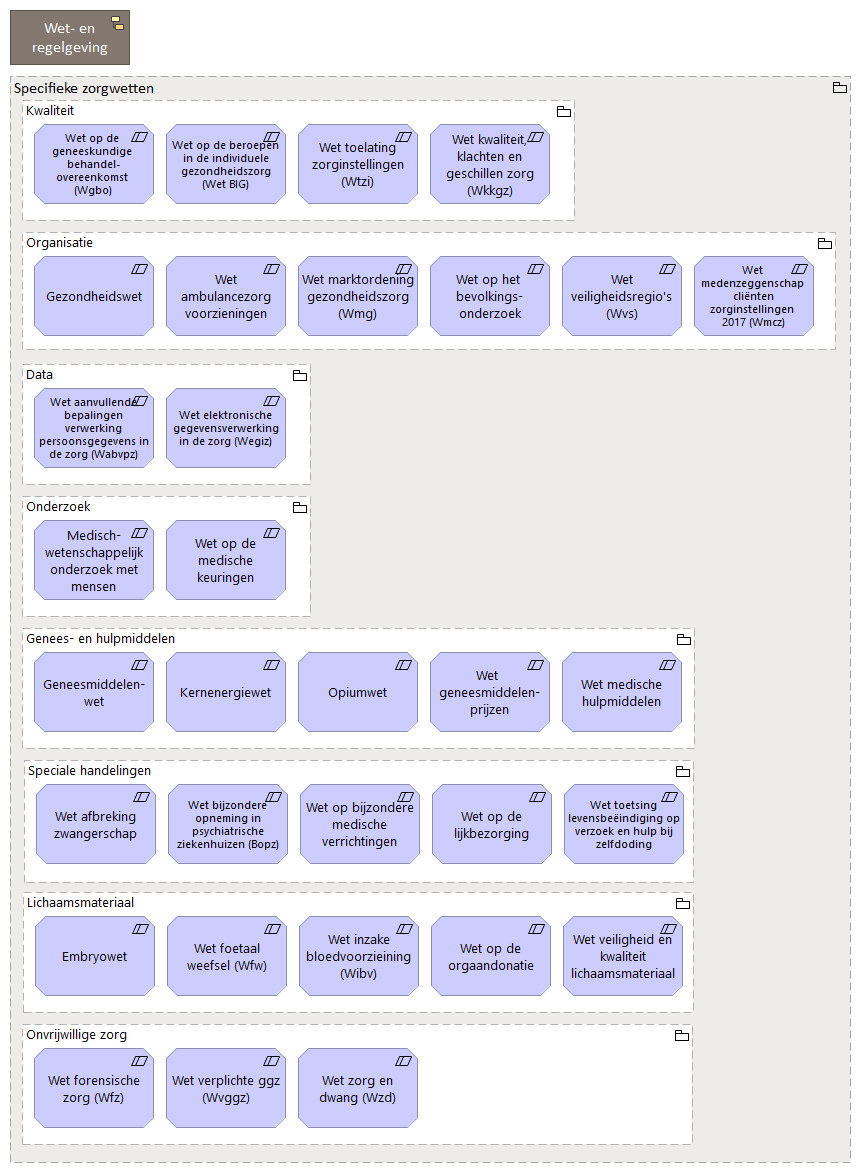 Wet- en
regelgeving
Specifieke zorgwetten
Kwaliteit
Wet op de
geneeskundige
behandel-
overeenkomst
(Wgbo)
Wet op de beroepen
in de individuele
gezondheidszorg
(Wet BIG)
Wet toelating
zorginstellingen
(Wtzi)
Wet kwaliteit,
klachten en
geschillen zorg
(Wkkgz)
Organisatie
Gezondheidswet
Wet
ambulancezorg
voorzieningen
Wet marktordening
gezondheidszorg
(Wmg)
Wet op het
bevolkings-
onderzoek
Wet
veiligheidsregio's
(Wvs)
Wet
medenzeggenschap
cliënten
zorginstellingen
2017 (Wmcz)
Data
Wet aanvullende
bepalingen
verwerking
persoonsgegevens in
de zorg (Wabvpz)
Wet elektronische
gegevensverwerking
in de zorg (Wegiz)
Onderzoek
Medisch-
wetenschappelijk
onderzoek met
mensen
Wet op de
medische
keuringen
Genees- en hulpmiddelen
Geneesmiddelen-
wet
Kernenergiewet
Opiumwet
Wet
geneesmiddelen-
prijzen
Wet medische
hulpmiddelen
Speciale handelingen
Wet afbreking
zwangerschap
Wet bijzondere
opneming in
psychiatrische
ziekenhuizen (Bopz)
Wet op bijzondere
medische
verrichtingen
Wet op de
lijkbezorging
Wet toetsing
levensbeëindiging op
verzoek en hulp bij
zelfdoding
Lichaamsmateriaal
Embryowet
Wet foetaal
weefsel (Wfw)
Wet inzake
bloedvoorzieining
(Wibv)
Wet op de
orgaandonatie
Wet veiligheid en
kwaliteit
lichaamsmateriaal
Onvrijwillige zorg
Wet forensische
zorg (Wfz)
Wet verplichte ggz
(Wvggz)
Wet zorg en
dwang (Wzd)